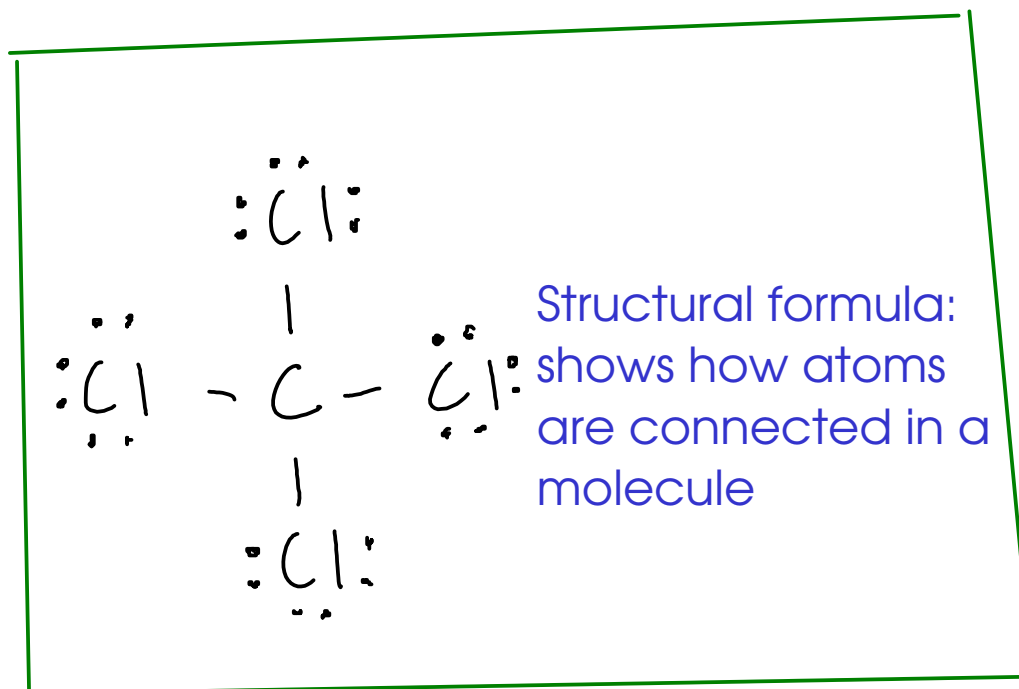 Cl
Cl C Cl
Cl
Structural formula:
shows how atoms
are connected in a
molecule